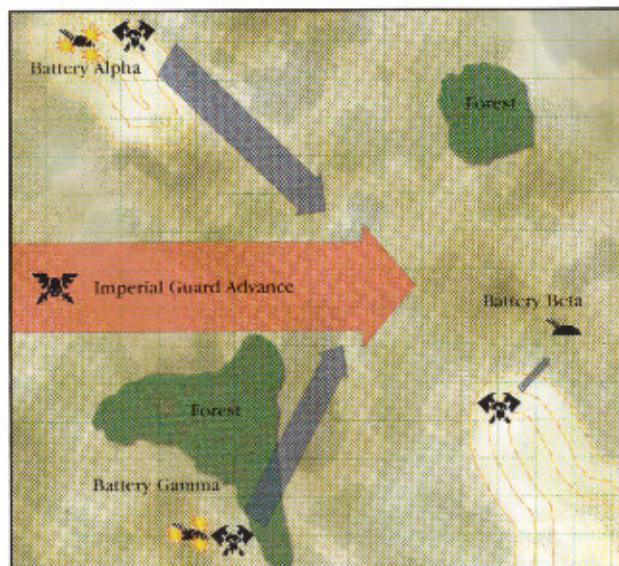 Battery Alpha
Forest
Imperial Guard Advance
Battery Beta
Forest
Battery Gamma